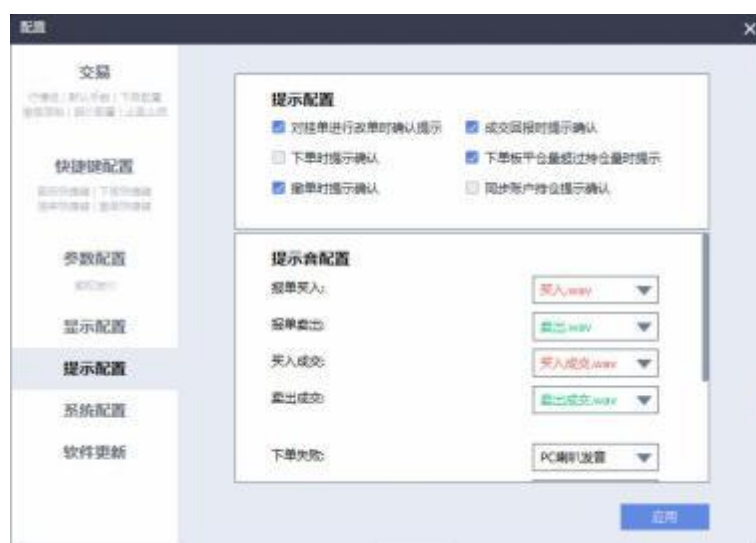 配置
交易
快捷键配置
参数配置
显示配置
提示配置
系统配置
软件更新
提示配置
对挂单进行改单时确认提示
成交回报时提示确认
下单时提示确认
下单板平仓量超过持仓量时提示
撤单时提示确认
同步账户持仓提示确认
提示音配置
报单买入:
买入.wav
报单卖出:
卖出.wav
买入成交:
买入成交.wav
卖出成交:
卖出成交.wav
下单失败:
PC喇叭发音
应用